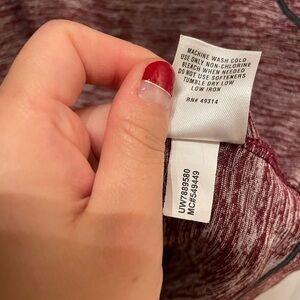 MACHINE WASH COLD
USE ONLY NON-CHLORINE
BLEACH WHEN NEEDED
DO NOT USE SOFTENERS
TUMBLE DRY LOW
LOW IRON
RN# 49314
UW7889580
MC#549449